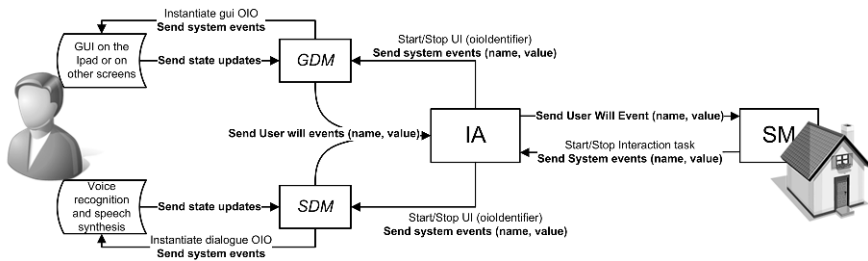 Instantiate gui OIO
Send system events
GUI on the
Ipad or on
other screens
Send state updates
GDM
Start/Stop UI (oioIdentifier)
Send system events (name, value)
Send User will events (name, value)
IA
Send User Will Event (name, value)
Start/Stop Interaction task
Send System events (name, value)
SM
Voice
recognition
and speech
synthesis
Send state updates
SDM
Start/Stop UI (oioIdentifier)
Send system events (name, value)
Instantiate dialogue OIO
Send system events